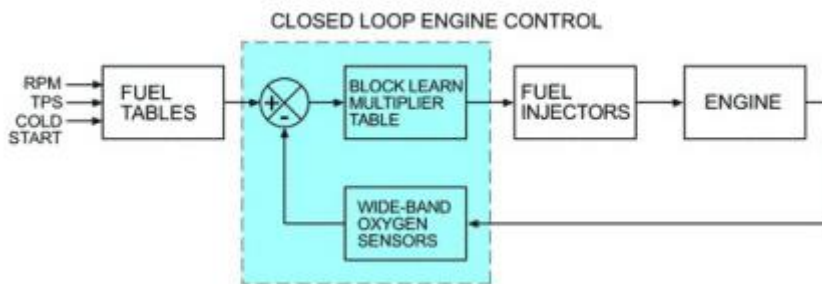 CLOSED LOOP ENGINE CONTROL
RPM
TPS
COLD
START
FUEL
TABLES
+
-
BLOCK LEARN
MULTIPLIER
TABLE
FUEL
INJECTORS
ENGINE
WIDE-BAND
OXYGEN
SENSORS